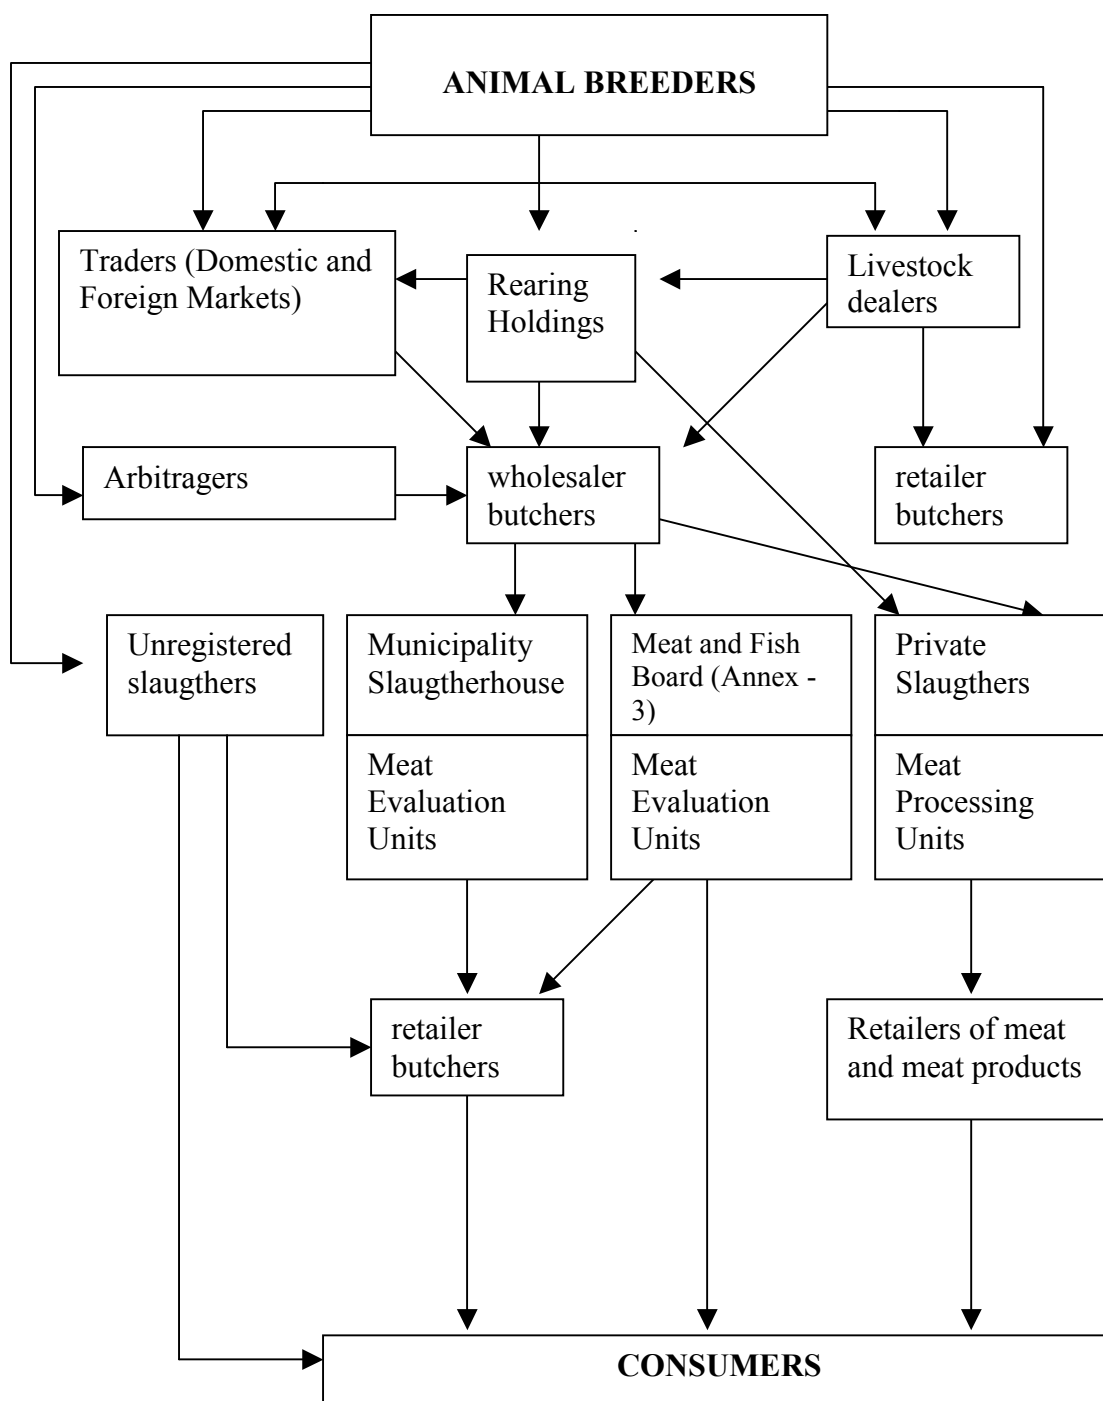 ANIMAL BREEDERS
Traders (Domestic and
Foreign Markets)
Rearing
Holdings
Livestock
dealers
Arbitragers
wholesaler
butchers
retailer
butchers
Unregistered
slaugthers
Municipality
Slaugtherhouse
Meat and Fish
Board (Annex -
3)
Private
Slaugthers
Meat
Evaluation
Units
Meat
Evaluation
Units
Meat
Processing
Units
retailer
butchers
Retailers of meat
and meat products
CONSUMERS